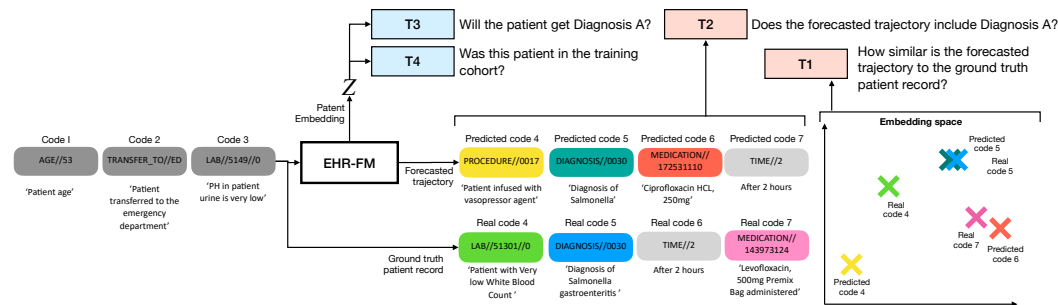 T3
Will the patient get Diagnosis A?
T4
Was this patient in the training
cohort?
T2
Does the forecasted trajectory include Diagnosis A?
T1
How similar is the forecasted
trajectory to the ground truth
patient record?
Z
Patent
Embedding
Code I
Code 2
Code 3
AGE//53
TRANSFER_TO//ED
LAB//5149//0
'Patient age'
'Patient
transferred to the
emergency
department'
'PH in patient
urine is very low'
EHR-FM
Forecasted
trajectory
Predicted code 4
Predicted code 5
Predicted code 6
Predicted code 7
PROCEDURE//0017
DIAGNOSIS//0030
MEDICATION//
172531110
TIME//2
'Patient infused with
vasopressor agent'
'Diagnosis of
Salmonella'
'Ciprofloxacin HCL,
250mg'
After 2 hours
Real code 4
Real code 5
Real code 6
Real code 7
LAB//51301//0
DIAGNOSIS//0030
TIME//2
MEDICATION//
143973124
Ground truth
patient record
'Patient with Very
low White Blood
Count '
'Diagnosis of
Salmonella
gastroenteritis'
After 2 hours
'Levofloxacin,
500mg Premix
Bag administered'
Embedding space
Predicted
code 5
Real
code 5
Real
code 4
Real
code 7
Predicted
code 6
Predicted
code 4